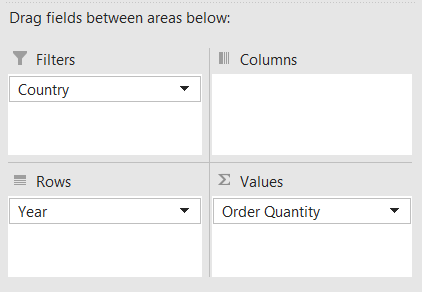 Drag fields between areas below:
Filters
Columns
Country
Rows
Values
Year
Order Quantity